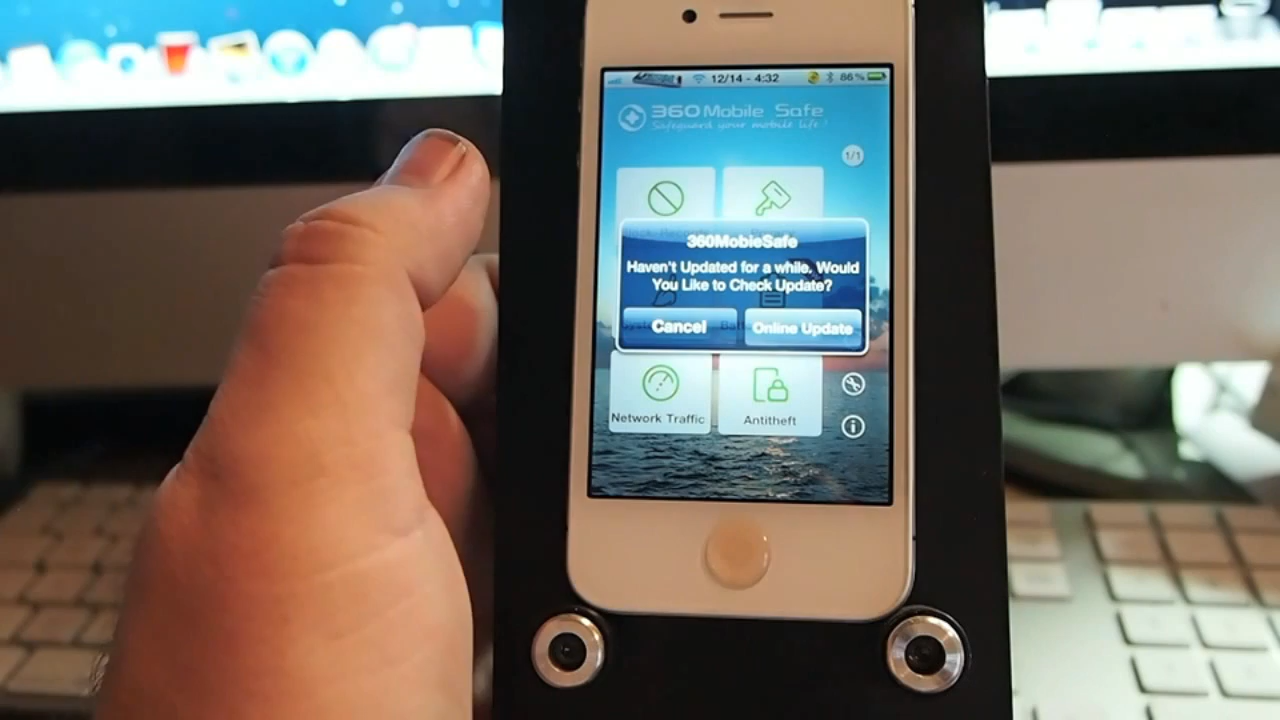 12/14 - 4:32
86%
360 Mobile Safe
Safeguard your mobile life!
1/1
360MobieSafe
Haven't Updated for a while. Would
You Like to Check Update?
Cancel
Online Update
Network Traffic
Antitheft